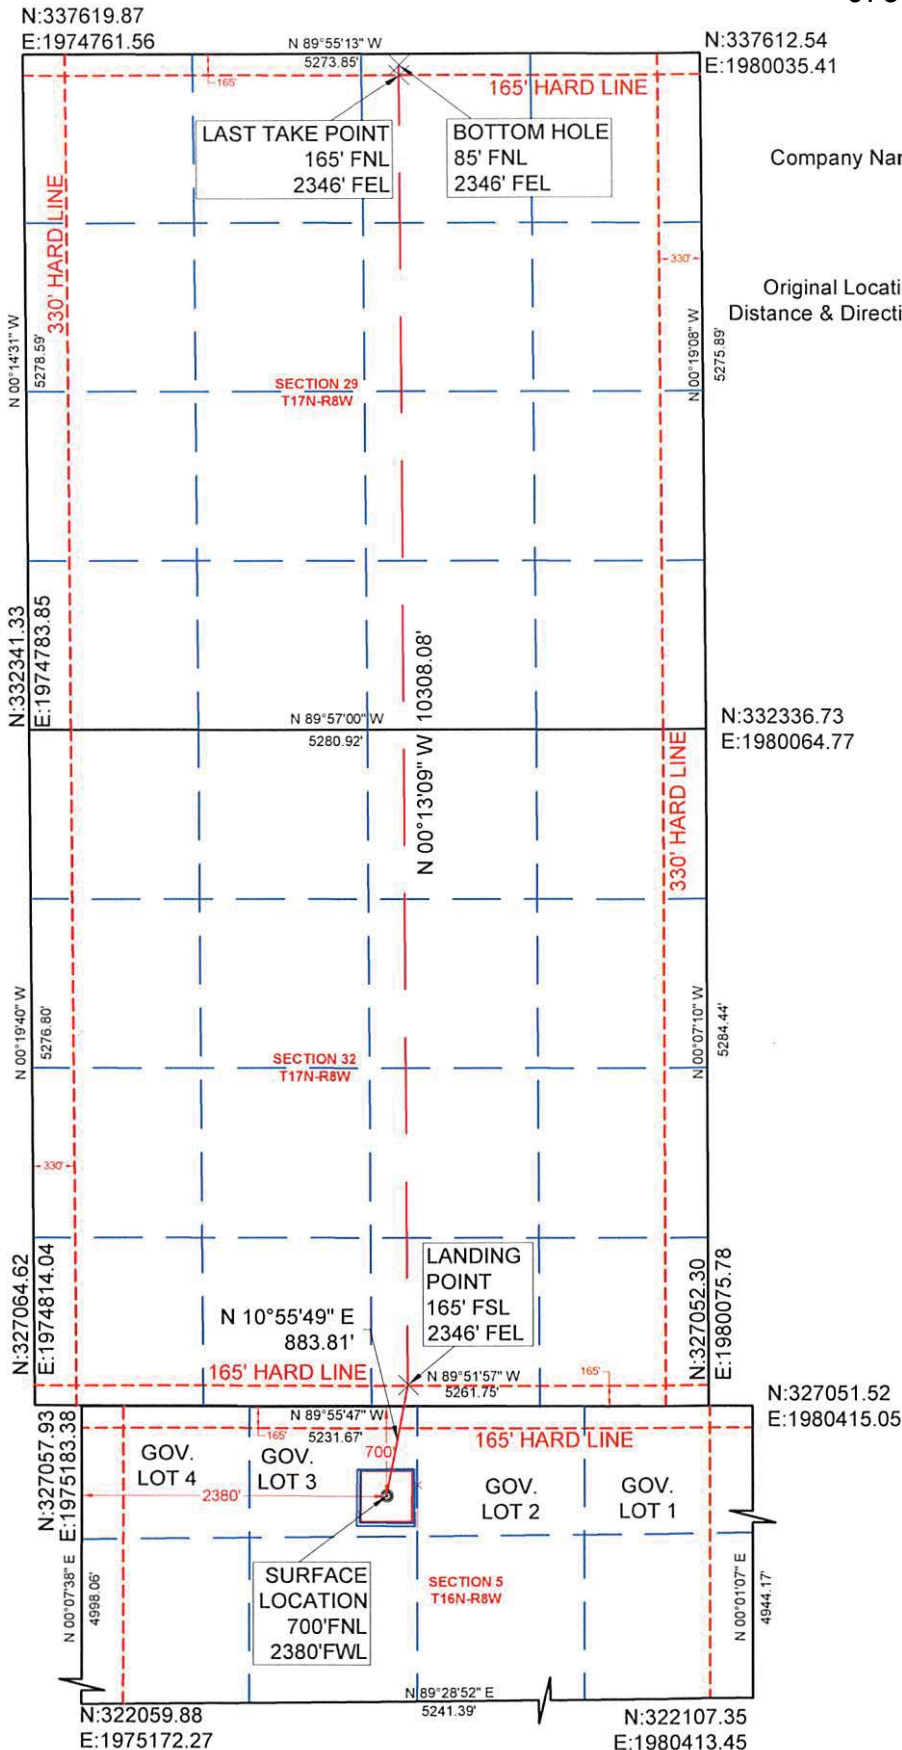 N:337619.87
E:1974761.56
N 89°55'13" W
5273.85'
N:337612.54
E:1980035.41
165'
165' HARD LINE
LAST TAKE POINT
165' FNL
2346' FEL
BOTTOM HOLE
85' FNL
2346' FEL
Company Nar
330' HARD LINE
330'
Original Locati
Distance & Directi
N 00°14'31" W
5278.59'
N 00°19'08" W
5275.89'
SECTION 29
T17N-R8W
N:332341.33
E:1974783.85
N 00°13'09" W 10308.08'
N 89°57'00" W
5280.92'
N:332336.73
E:1980064.77
330' HARD LINE
N 00°19'40" W
5276.80'
N 00°07'10" W
5284.44'
SECTION 32
T17N-R8W
330'
N:327064.62
E:1974814.04
LANDING
POINT
165' FSL
2346' FEL
N:327052.30
E:1980075.78
N 10°55'49" E
883.81'
165' HARD LINE
N 89°51'57" W
5261.75'
165'
N:327051.52
E:1980415.05
N:327057.93
E:1975183.38
N 89°55'47" W
5231.67'
165'
700'
165' HARD LINE
GOV.
LOT 4
GOV.
LOT 3
GOV.
LOT 2
GOV.
LOT 1
2380'
SURFACE
LOCATION
700'FNL
2380'FWL
SECTION 5
T16N-R8W
N 00°07'38" E
4998.06'
N 00°01'07" E
4944.17'
N 89°28'52" E
5241.39'
N:322059.88
E:1975172.27
N:322107.35
E:1980413.45